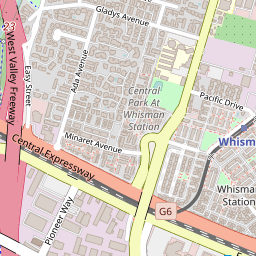 Gladys Avenue
25
West Valley Freeway
Easy Street
Ada Avenue
Central
Park At
Whisman
Station
Pacific Drive
Minaret Avenue
Central Expressway
Whism
Whisma
Station
G6
Pioneer Way